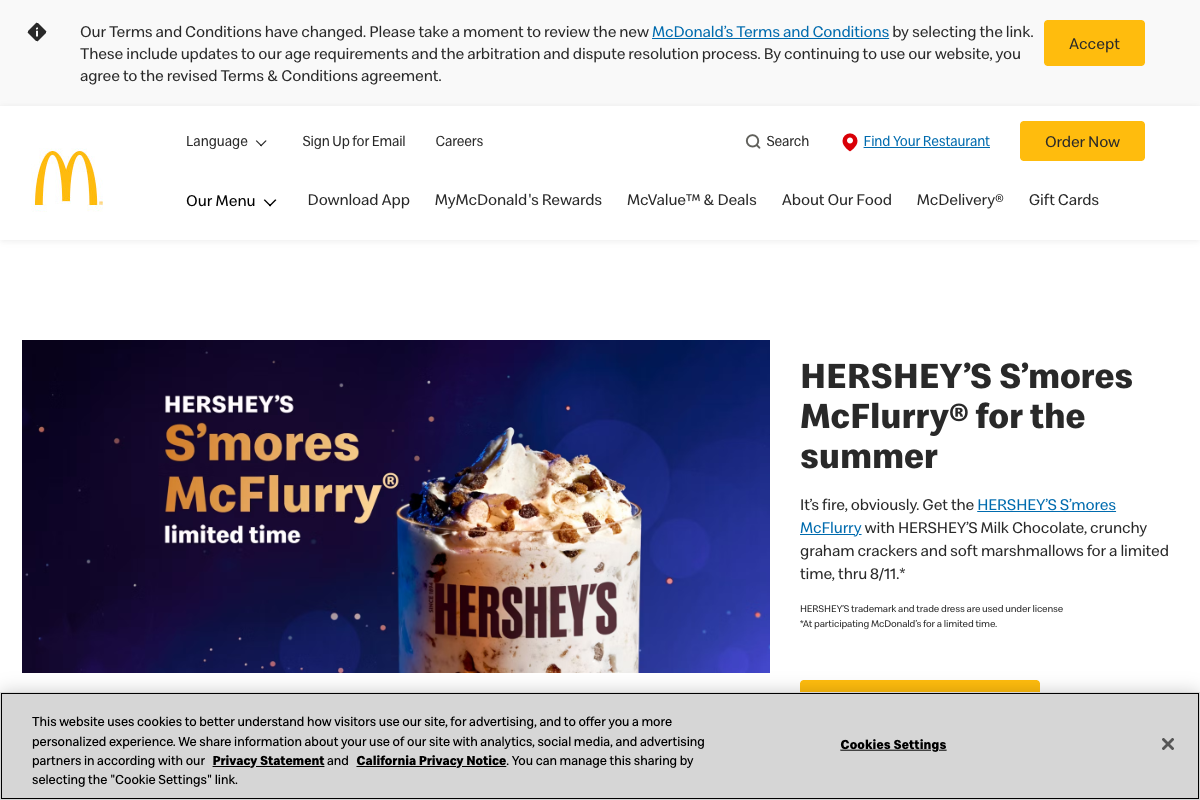 Our Terms and Conditions have changed. Please take a moment to review the new McDonald's Terms and Conditions by selecting the link.
These include updates to our age requirements and the arbitration and dispute resolution process. By continuing to use our website, you
agree to the revised Terms & Conditions agreement.
Accept
Language
Sign Up for Email
Careers
Search
Find Your Restaurant
Order Now
Our Menu
Download App
MyMcDonald's Rewards
McValue™ & Deals
About Our Food
McDelivery®
Gift Cards
HERSHEY'S
S'mores
McFlurry®
limited time
HERSHEY'S
HERSHEY’S S’mores
McFlurry® for the
summer
It’s fire, obviously. Get the HERSHEY’S S’mores
McFlurry with HERSHEY’S Milk Chocolate, crunchy
graham crackers and soft marshmallows for a limited
time, thru 8/11.*
HERSHEY’S trademark and trade dress are used under license
*At participating McDonald’s for a limited time.
This website uses cookies to better understand how visitors use our site, for advertising, and to offer you a more
personalized experience. We share information about your use of our site with analytics, social media, and advertising
partners in according with our Privacy Statement and California Privacy Notice. You can manage this sharing by
selecting the "Cookie Settings" link.
Cookies Settings